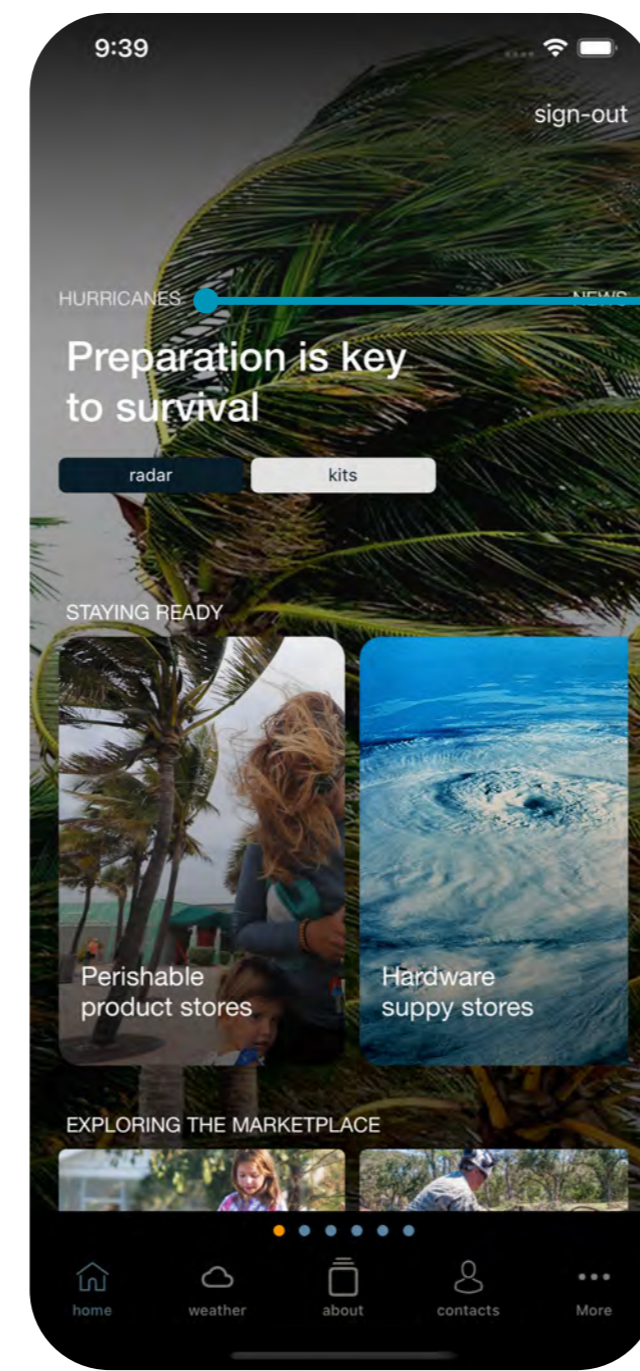 9:39
sign-out
HURRICANES NEWS
Preparation is key
to survival
radar kits
STAYING READY
Perishable
product stores
Hardware
suppy stores
EXPLORING THE MARKETPLACE
home weather about contacts More